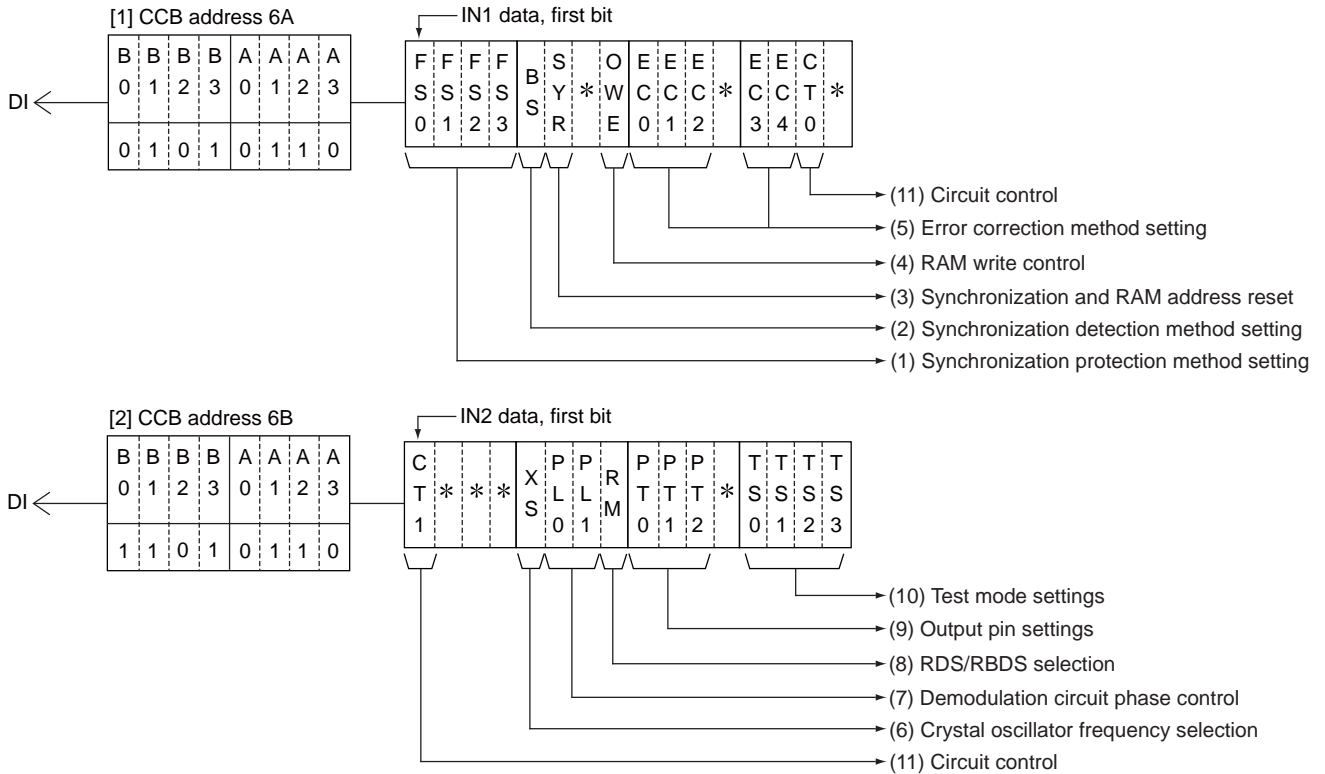 [1] CCB address 6A
IN1 data, first bit
B0 B1 B2 B3 A0 A1 A2 A3
FS0 FS1 FS2 FS3 BS SYR * OWE EC0 EC1 EC2 * EC3 EC4 CT0 *
DI
0 1 0 1 0 1 1 0
(11) Circuit control
(5) Error correction method setting
(4) RAM write control
(3) Synchronization and RAM address reset
(2) Synchronization detection method setting
(1) Synchronization protection method setting
[2] CCB address 6B
IN2 data, first bit
B0 B1 B2 B3 A0 A1 A2 A3
CT1 * * * XS PL0 PL1 RM PT0 PT1 PT2 * TS0 TS1 TS2 TS3
DI
1 1 0 1 0 1 1 0
(10) Test mode settings
(9) Output pin settings
(8) RDS/RBDS selection
(7) Demodulation circuit phase control
(6) Crystal oscillator frequency selection
(11) Circuit control